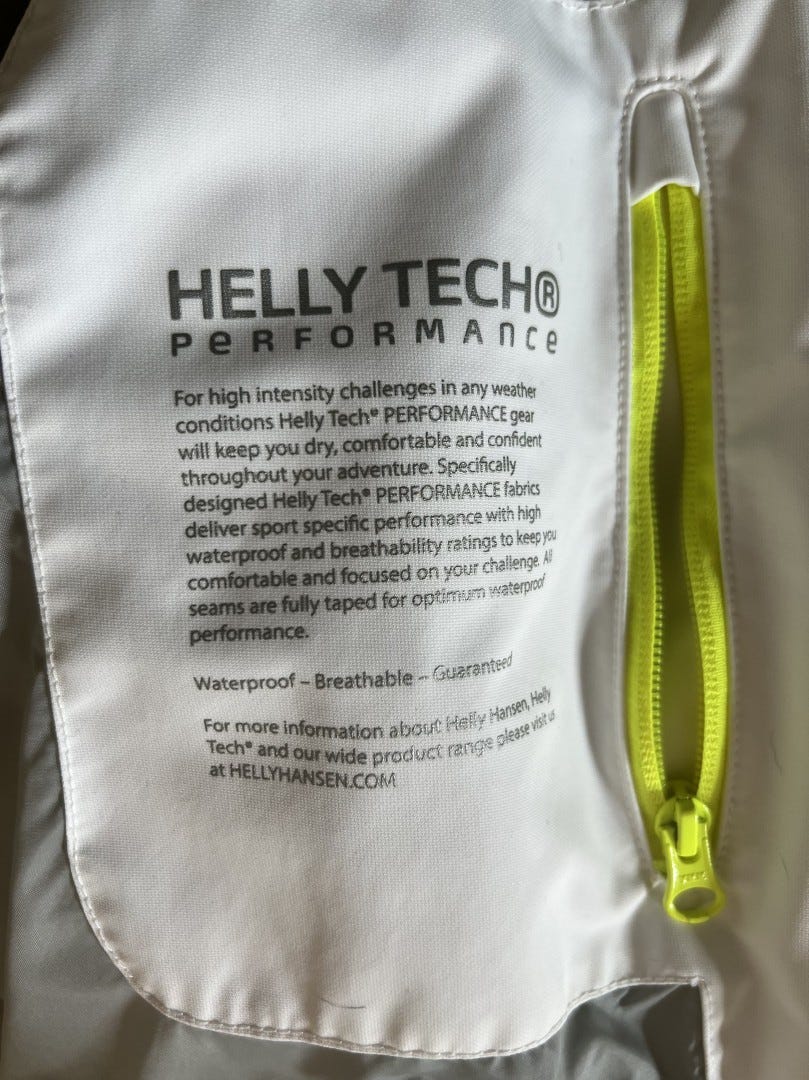 HELLY TECH®
PERFORMANCE
For high intensity challenges in any weather
conditions Helly Tech® PERFORMANCE gear
will keep you dry, comfortable and confident
throughout your adventure. Specifically
designed Helly Tech® PERFORMANCE fabrics
deliver sport specific performance with high
waterproof and breathability ratings to keep you
comfortable and focused on your challenge. All
seams are fully taped for optimum waterproof
performance.
Waterproof – Breathable – Guaranteed
For more information about Helly Hansen, Helly
Tech® and our wide product range please visit us
at HELLYHANSEN.COM